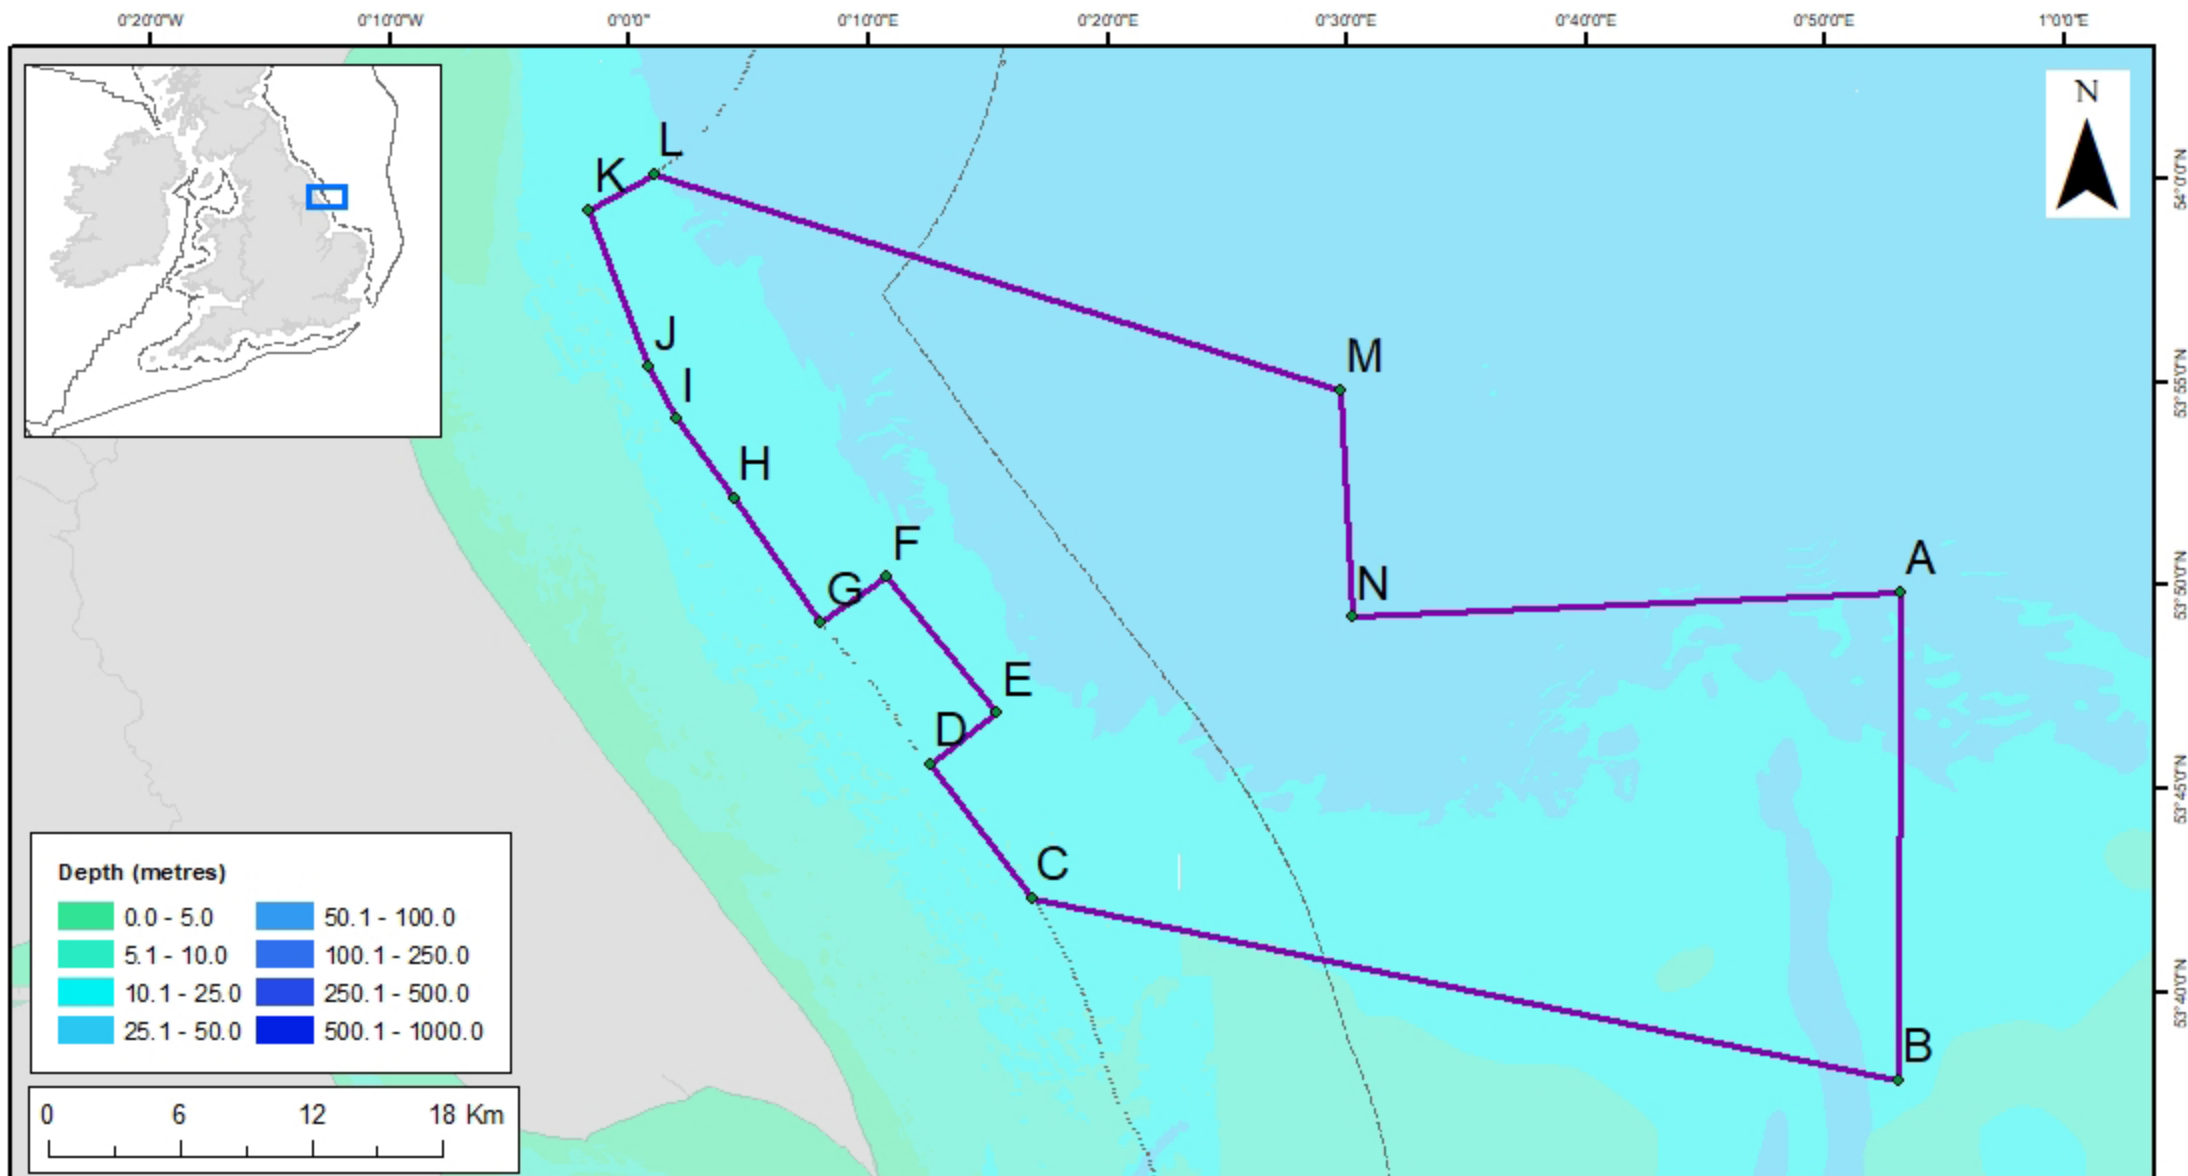 0°20'0"W 0°10'0"W 0°0'0" 0°10'0"E 0°20'0"E 0°30'0"E 0°40'0"E 0°50'0"E 1°0'0"E
N
54°0'0"N
53°55'0"N
53°50'0"N
53°45'0"N
53°40'0"N
L
K
J
I
M
H
F
G
N
A
E
D
C
B
Depth (metres)
0.0 - 5.0 50.1 - 100.0
5.1 - 10.0 100.1 - 250.0
10.1 - 25.0 250.1 - 500.0
25.1 - 50.0 500.1 - 1000.0
0 6 12 18 Km